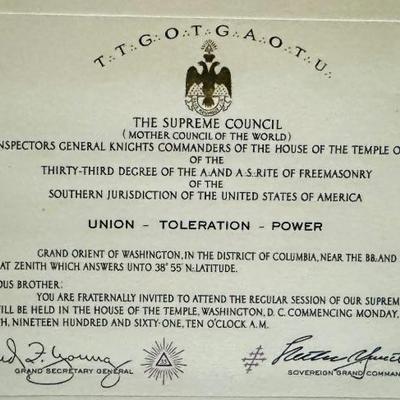 T∴T∴G∴O∴T∴G∴A∴O∴T∴U∴
THE SUPREME COUNCIL
(MOTHER COUNCIL OF THE WORLD)
NSPECTORS GENERAL KNIGHTS COMMANDERS OF THE HOUSE OF THE TEMPLE O
OF THE
THIRTY-THIRD DEGREE OF THE A∴AND A∴S∴RITE OF FREEMASONRY
OF THE
SOUTHERN JURISDICTION OF THE UNITED STATES OF AMERICA
UNION - TOLERATION - POWER
GRAND ORIENT OF WASHINGTON, IN THE DISTRICT OF COLUMBIA, NEAR THE B∴B∴ AND
AT ZENITH WHICH ANSWERS UNTO 38° 55' N∴LATITUDE.
OUS BROTHER:
YOU ARE FRATERNALLY INVITED TO ATTEND THE REGULAR SESSION OF OUR SUPREM
ILL BE HELD IN THE HOUSE OF THE TEMPLE, WASHINGTON, D. C. COMMENCING MONDAY,
H, NINETEEN HUNDRED AND SIXTY-ONE, TEN O'CLOCK A. M.
Young
GRAND SECRETARY GENERAL
33
SOVEREIGN GRAND COMMAN